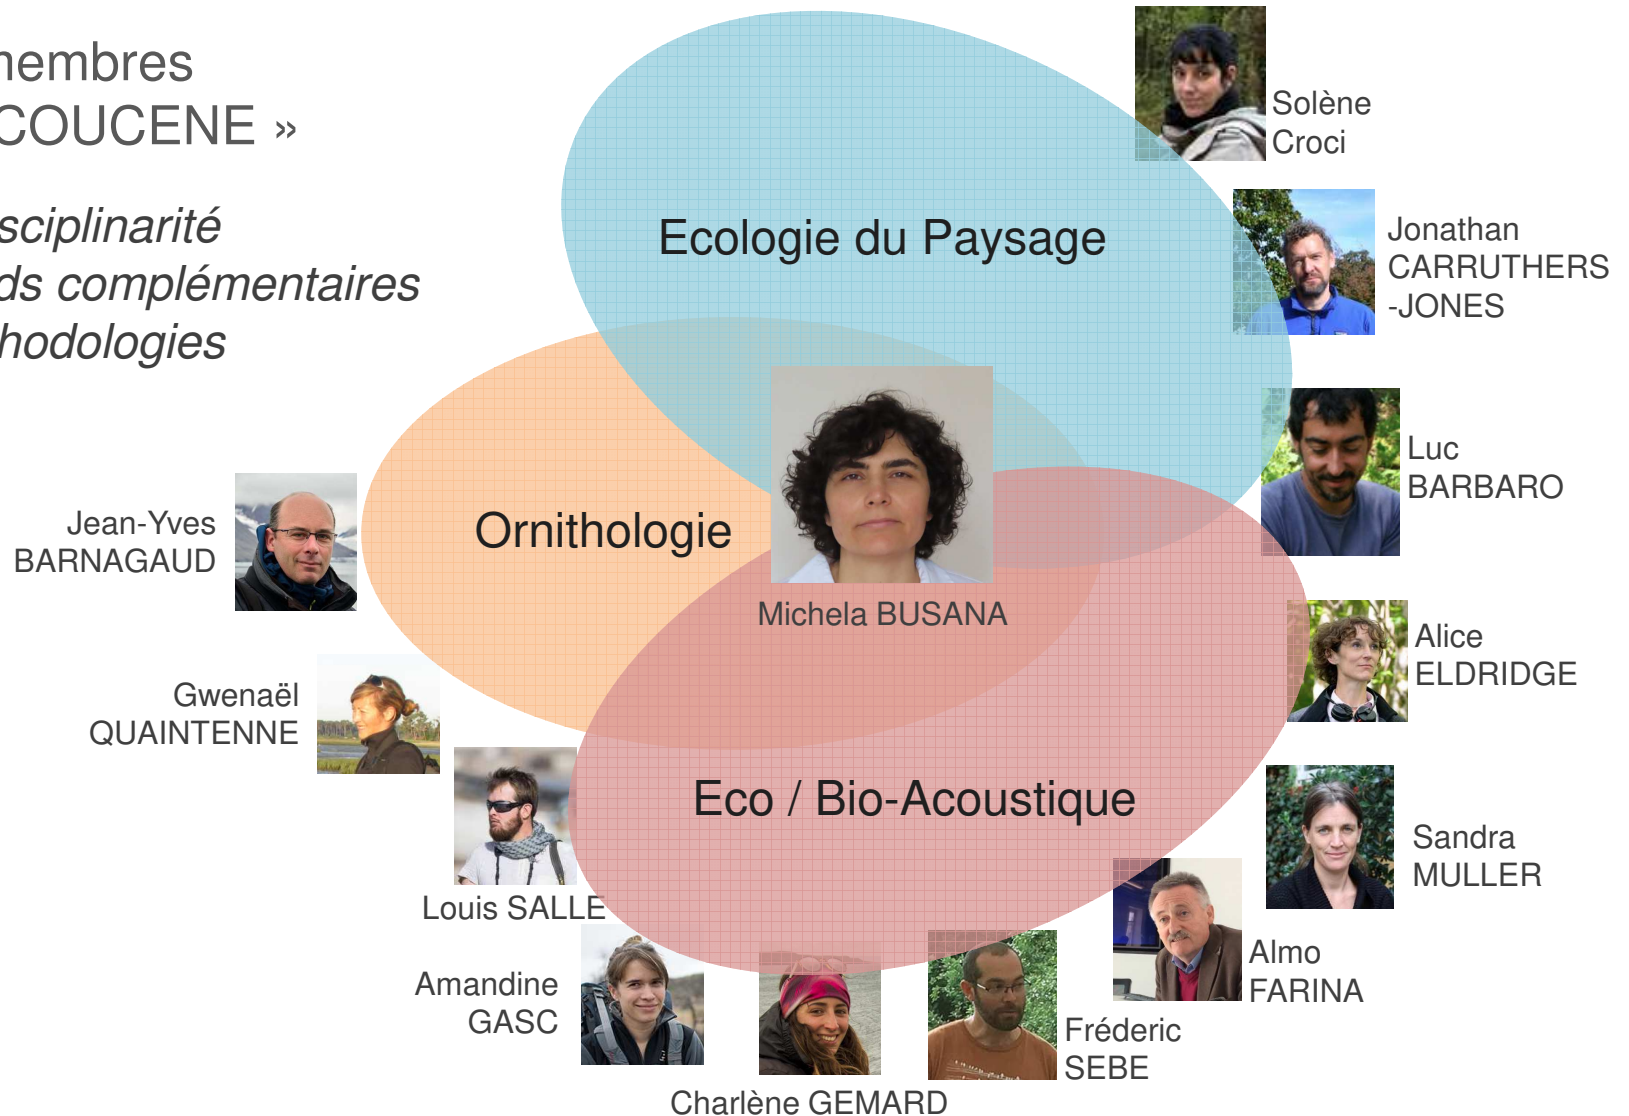 membres
COUCENE »
sciplinarité
ds complémentaires
hodologies
Ecologie du Paysage
Ornithologie
Eco / Bio-Acoustique
Michela BUSANA
Solène
Croci
Jonathan
CARRUTHERS
-JONES
Luc
BARBARO
Alice
ELDRIDGE
Sandra
MULLER
Almo
FARINA
Fréderic
SEBE
Charlène GEMARD
Amandine
GASC
Louis SALLE
Gwenaël
QUAINTENNE
Jean-Yves
BARNAGAUD